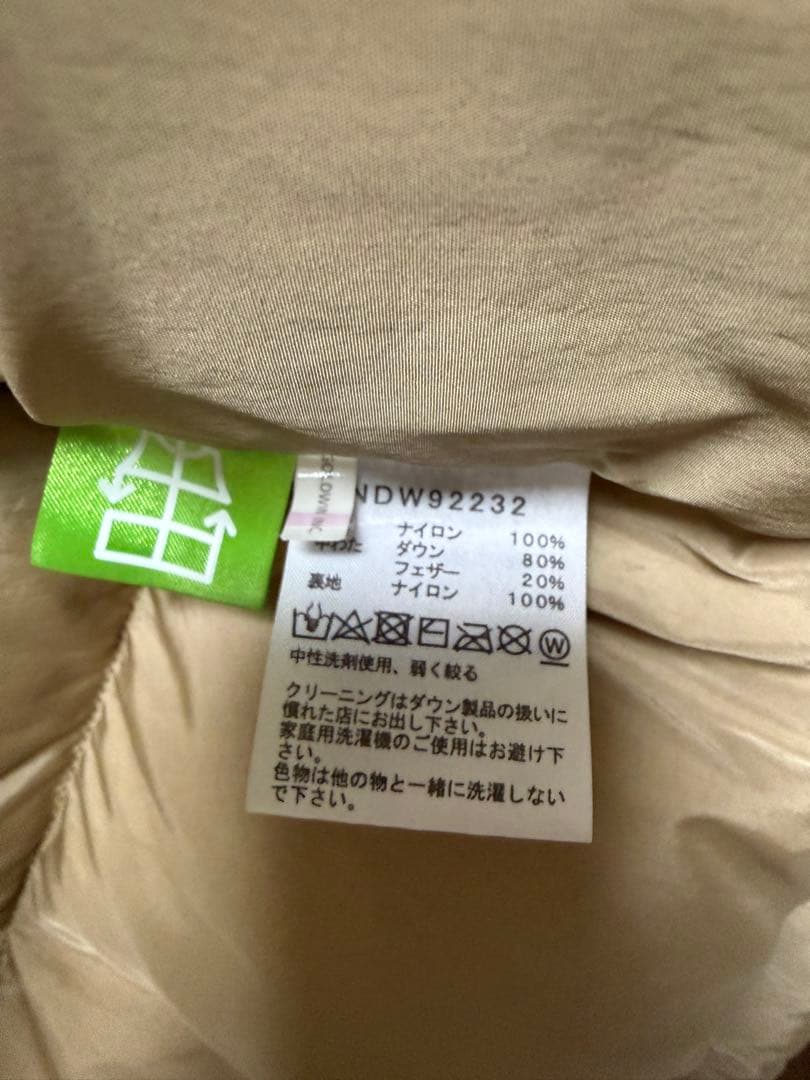 NDW92232
ナイロン 100%
中わた ダウン 80%
フェザー 20%
裏地 ナイロン 100%
W
中性洗剤使用、弱く絞る
クリーニングはダウン製品の扱いに
慣れた店にお出し下さい。
家庭用洗濯機のご使用はお避け下
さい。
色物は他の物と一緒に洗濯しない
で下さい。